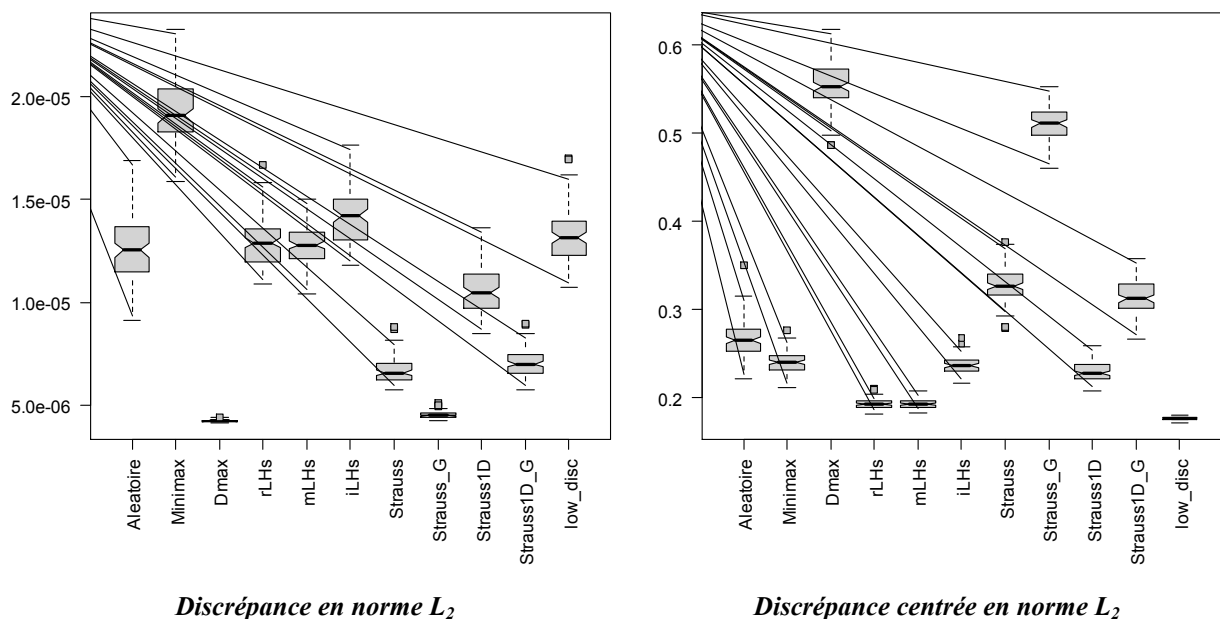 2.0e-05
1.5e-05
1.0e-05
5.0e-06
Aleatoire
Minimax
Dmax
rLHs
mLHs
iLHs
Strauss
Strauss_G
Strauss1D
Strauss1D_G
low_disc
Discrépance en norme L2
0.6
0.5
0.4
0.3
0.2
Aleatoire
Minimax
Dmax
rLHs
mLHs
iLHs
Strauss
Strauss_G
Strauss1D
Strauss1D_G
low_disc
Discrépance centrée en norme L2